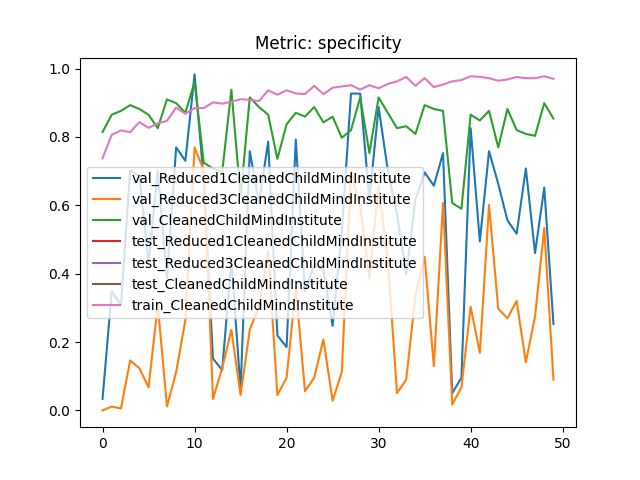 Metric: specificity
1.0
0.8
0.6
0.4
0.2
0.0
val_Reduced1CleanedChildMindInstitute
val_Reduced3CleanedChildMindInstitute
val_CleanedChildMindInstitute
test_Reduced1CleanedChildMindInstitute
test_Reduced3CleanedChildMindInstitute
test_CleanedChildMindInstitute
train_CleanedChildMindInstitute
0 10 20 30 40 50